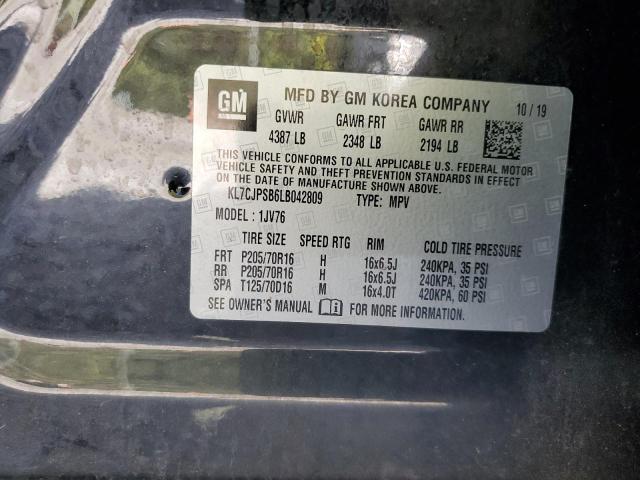 GM
MFD BY GM KOREA COMPANY 10/19
GVWR GAWR FRT GAWR RR
4387 LB 2348 LB 2194 LB
THIS VEHICLE CONFORMS TO ALL APPLICABLE U.S. FEDERAL MOTOR
VEHICLE SAFETY AND THEFT PREVENTION STANDARDS IN EFFECT
ON THE DATE OF MANUFACTURE SHOWN ABOVE.
KL7CJPSB6LB042809 TYPE: MPV
MODEL: 1JV76
TIRE SIZE SPEED RTG RIM COLD TIRE PRESSURE
FRT P205/70R16 H 16x6.5J 240KPA, 35 PSI
RR P205/70R16 H 16x6.5J 240KPA, 35 PSI
SPA T125/70D16 M 16x4.0T 420KPA, 60 PSI
SEE OWNER'S MANUAL FOR MORE INFORMATION.